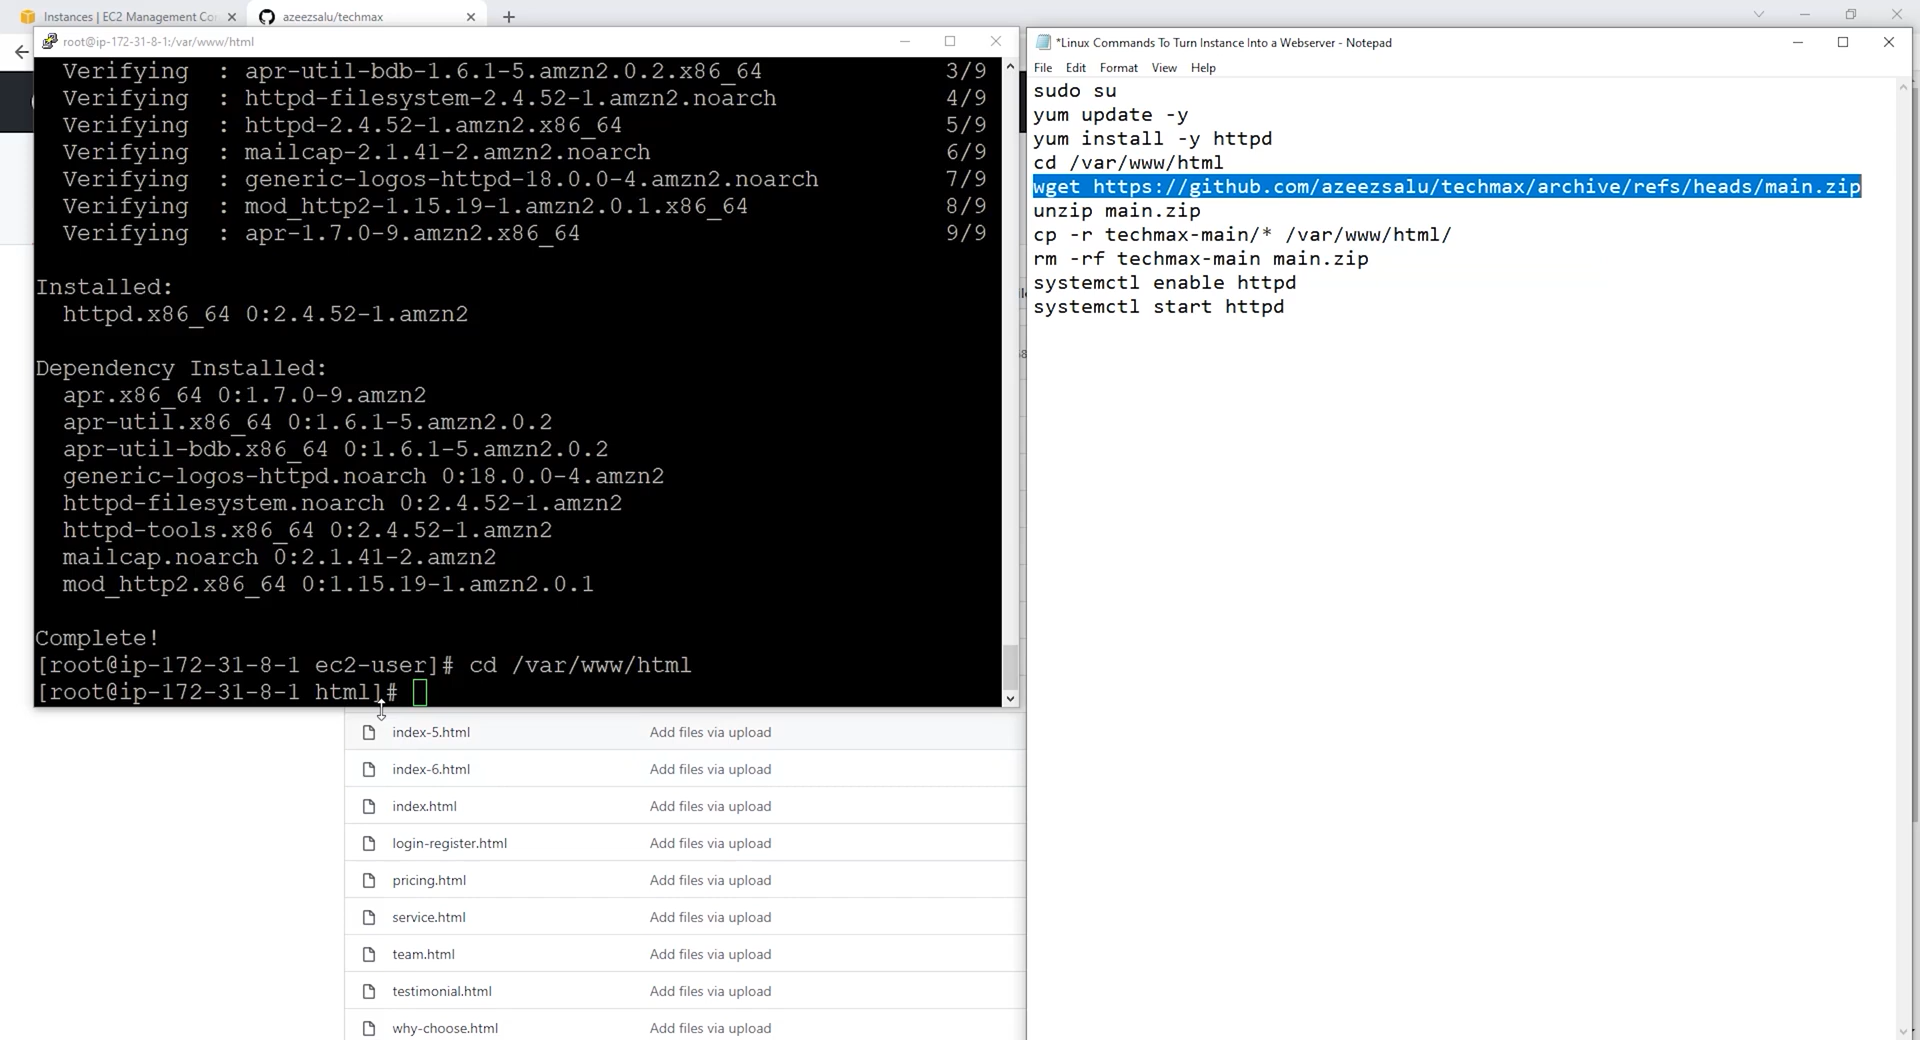 Instances | EC2 Management Co
azeezsalu/techmax
root@ip-172-31-8-1:/var/www/html
Verifying : apr-util-bdb-1.6.1-5.amzn2.0.2.x86_64 3/9
Verifying : httpd-filesystem-2.4.52-1.amzn2.noarch 4/9
Verifying : httpd-2.4.52-1.amzn2.x86_64 5/9
Verifying : mailcap-2.1.41-2.amzn2.noarch 6/9
Verifying : generic-logos-httpd-18.0.0-4.amzn2.noarch 7/9
Verifying : mod_http2-1.15.19-1.amzn2.0.1.x86_64 8/9
Verifying : apr-1.7.0-9.amzn2.x86_64 9/9
Installed:
httpd.x86_64 0:2.4.52-1.amzn2
Dependency Installed:
apr.x86_64 0:1.7.0-9.amzn2
apr-util.x86_64 0:1.6.1-5.amzn2.0.2
apr-util-bdb.x86_64 0:1.6.1-5.amzn2.0.2
generic-logos-httpd.noarch 0:18.0.0-4.amzn2
httpd-filesystem.noarch 0:2.4.52-1.amzn2
httpd-tools.x86_64 0:2.4.52-1.amzn2
mailcap.noarch 0:2.1.41-2.amzn2
mod_http2.x86_64 0:1.15.19-1.amzn2.0.1
Complete!
[root@ip-172-31-8-1 ec2-user]# cd /var/www/html
[root@ip-172-31-8-1 html]#
index-5.html Add files via upload
index-6.html Add files via upload
index.html Add files via upload
login-register.html Add files via upload
pricing.html Add files via upload
service.html Add files via upload
team.html Add files via upload
testimonial.html Add files via upload
why-choose.html Add files via upload
*Linux Commands To Turn Instance Into a Webserver - Notepad
File Edit Format View Help
sudo su
yum update -y
yum install -y httpd
cd /var/www/html
wget https://github.com/azeezsalu/techmax/archive/refs/heads/main.zip
unzip main.zip
cp -r techmax-main/* /var/www/html/
rm -rf techmax-main main.zip
systemctl enable httpd
systemctl start httpd